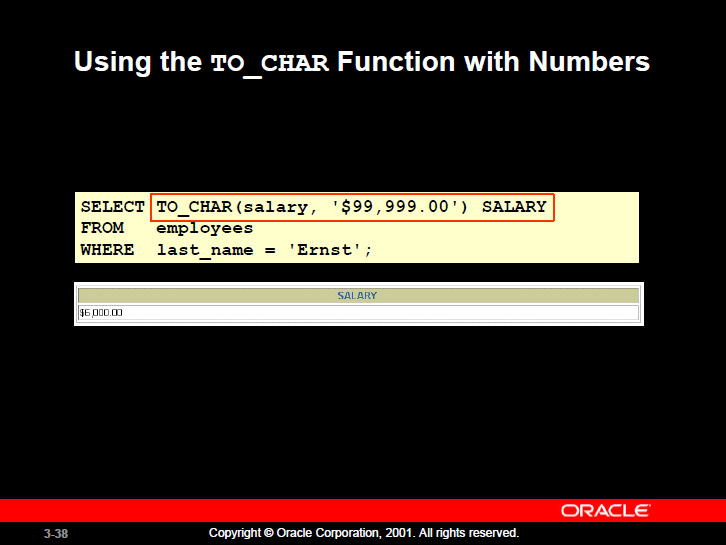 Using the TO_CHAR Function with Numbers
SELECT TO_CHAR(salary, '$99,999.00') SALARY
FROM employees
WHERE last_name = 'Ernst';
SALARY
$6,000.00
ORACLE
3-38
Copyright © Oracle Corporation, 2001. All rights reserved.